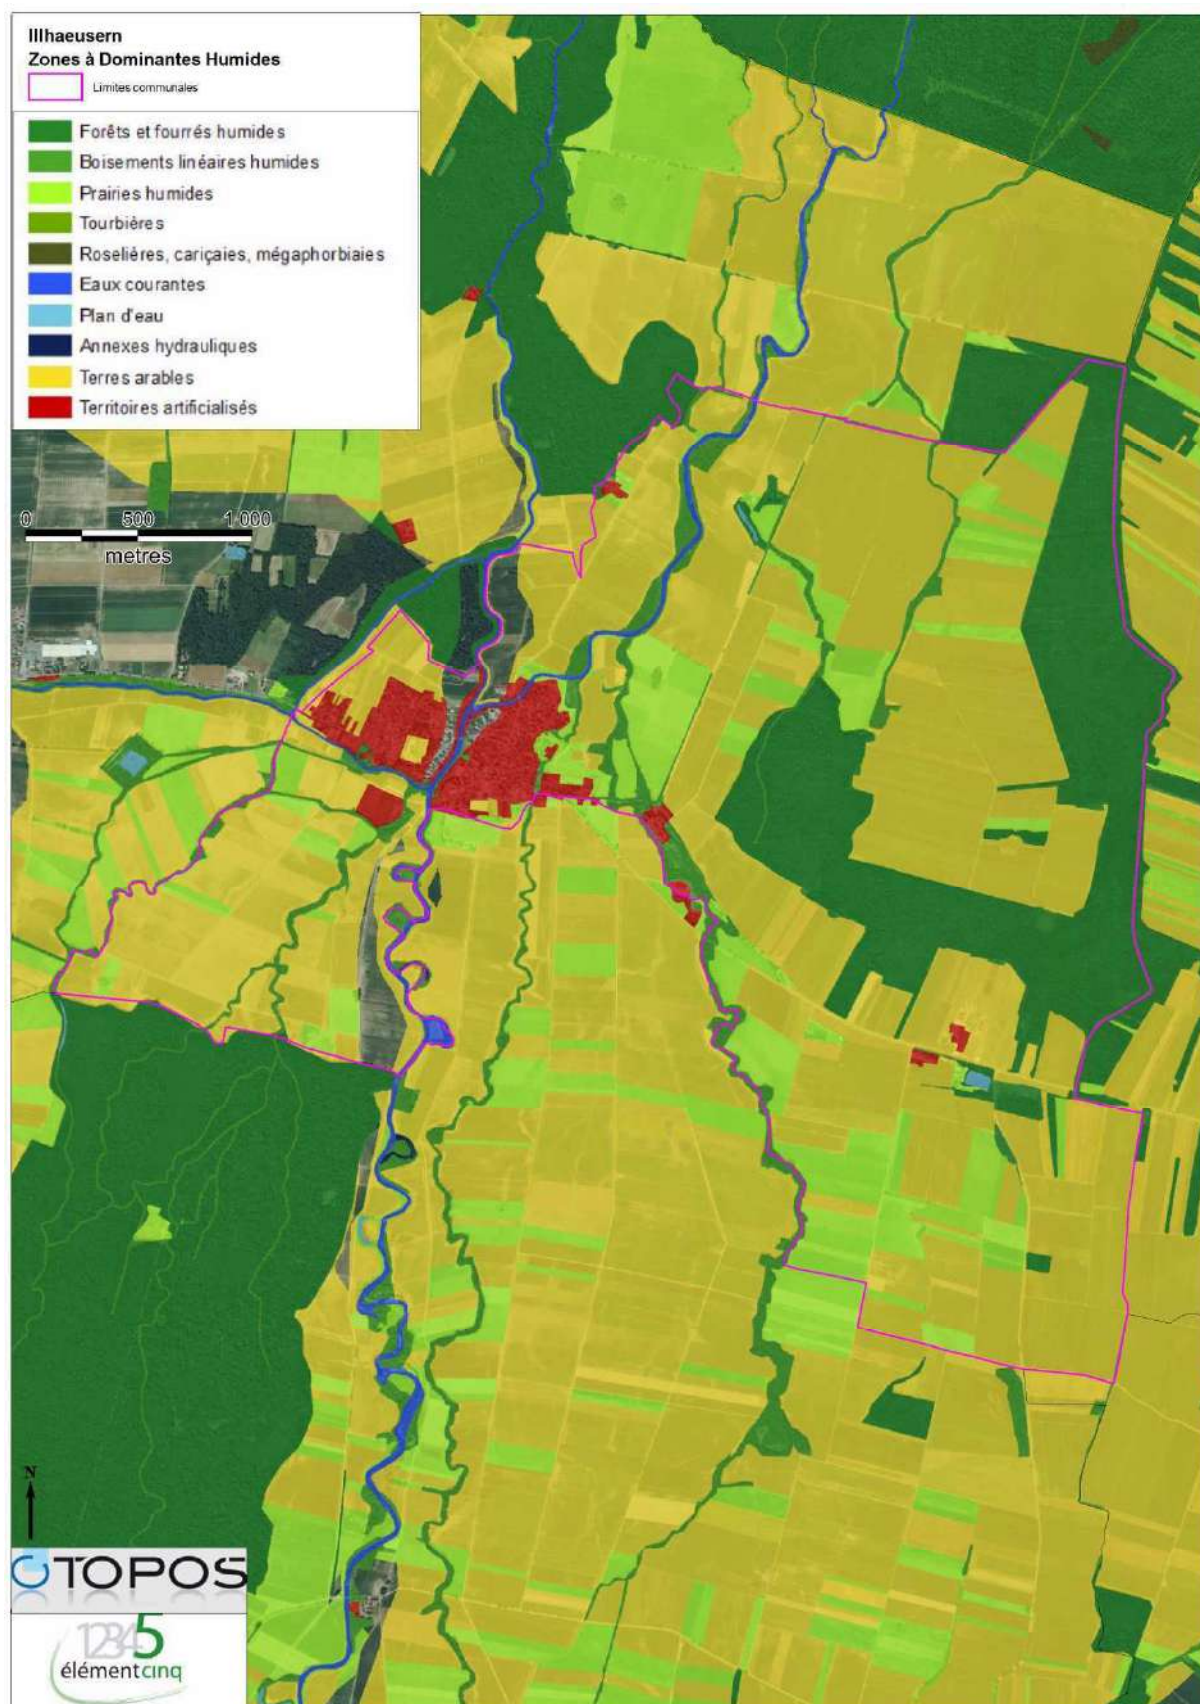 Illhaeusern
Zones à Dominantes Humides
Limites communales
Forêts et fourrés humides
Boisements linéaires humides
Prairies humides
Tourbières
Roselières, cariçaies, mégaphorbiaies
Eaux courantes
Plan d'eau
Annexes hydrauliques
Terres arables
Territoires artificialisés
0 500 1 000
metres
N
TOPOS
12345
élémentcinq